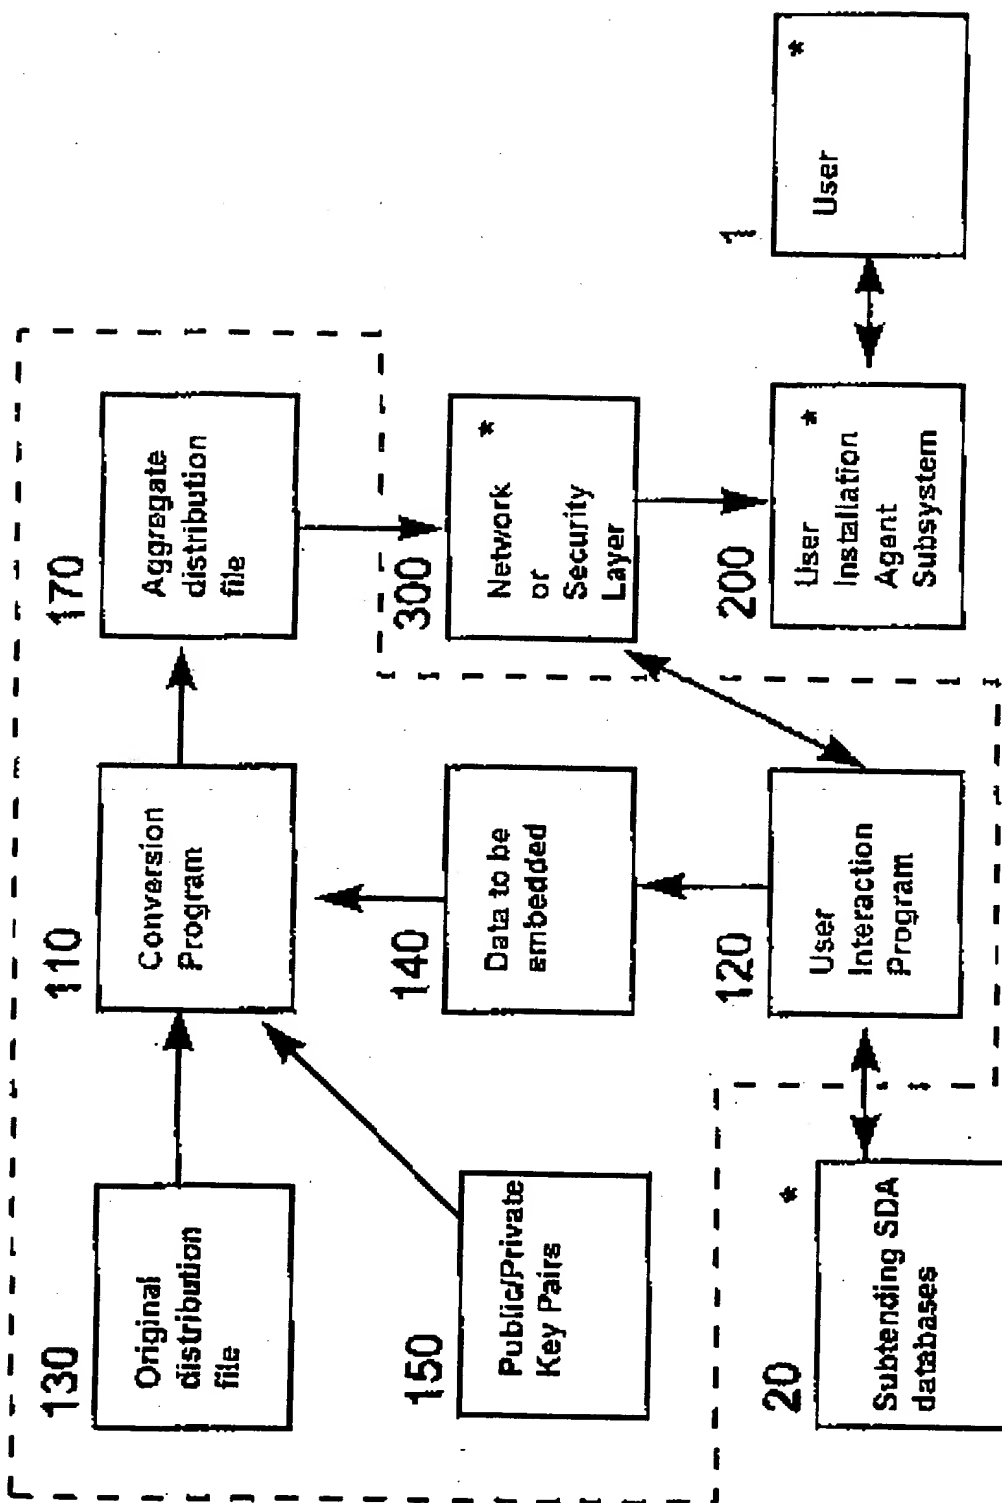 130
Original
distribution
file
110
Conversion
Program
170
Aggregate
distribution
file
150
Public/Private
Key Pairs
140
Data to be
embedded
300
Network *
or
Security
Layer
20
*
Subtending SDA
databases
120
User
Interaction
Program
200
User *
Installation
Agent
Subsystem
1
User *